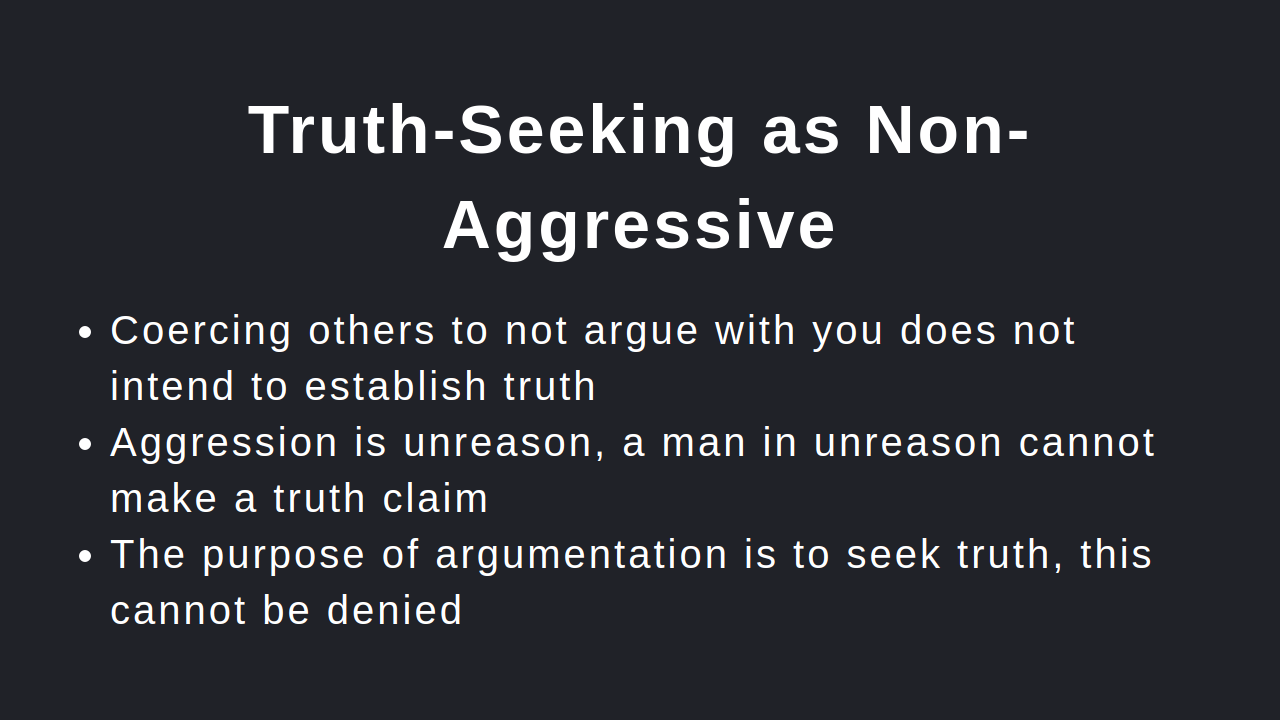 Truth-Seeking as Non-
Aggressive
• Coercing others to not argue with you does not
intend to establish truth
• Aggression is unreason, a man in unreason cannot
make a truth claim
• The purpose of argumentation is to seek truth, this
cannot be denied